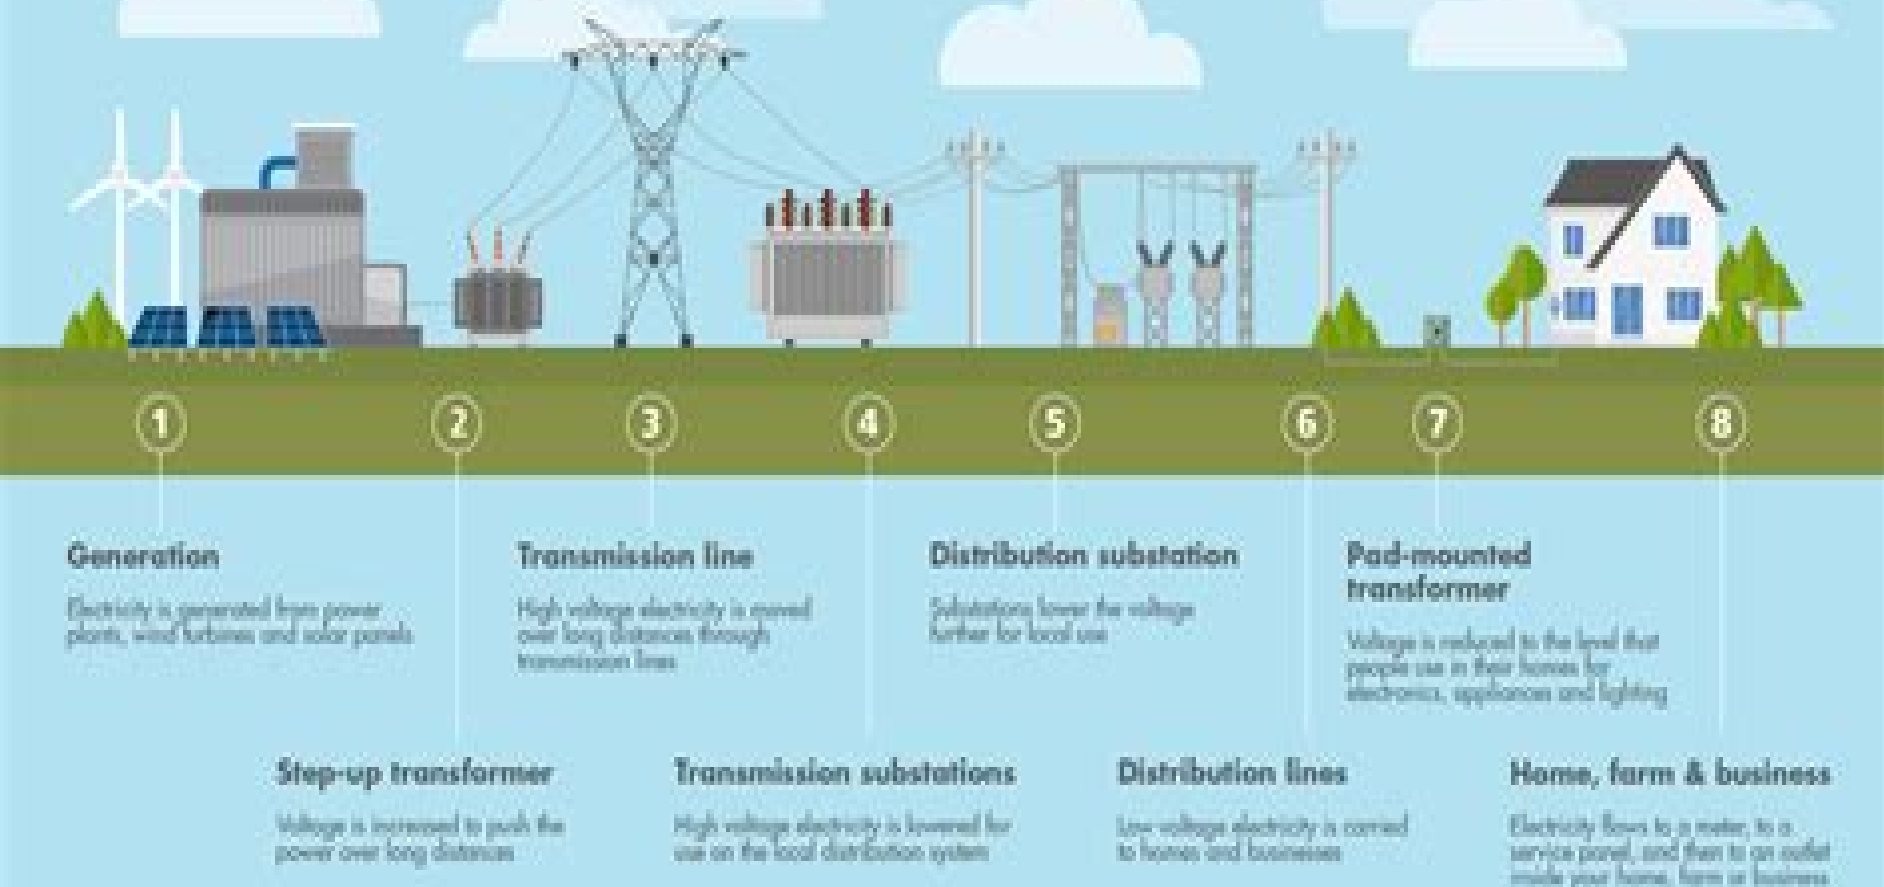 1
2
3
4
5
6
7
8
Generation
Electricity is generated from power
plants, wind turbines and solar panels
Step-up transformer
Voltage is increased to push the
power over long distances
Transmission line
High voltage electricity is moved
over long distances through
transmission lines
Transmission substations
High voltage electricity is lowered for
use on the local distribution system
Distribution substation
Substations lower the voltage
further for local use
Distribution lines
Low voltage electricity is carried
to homes and businesses
Pad-mounted
transformer
Voltage is reduced to the level that
people use in their homes for
electronics, appliances and lighting
Home, farm & business
Electricity flows to a meter, to a
service panel, and then to an outlet
inside your home, farm or business